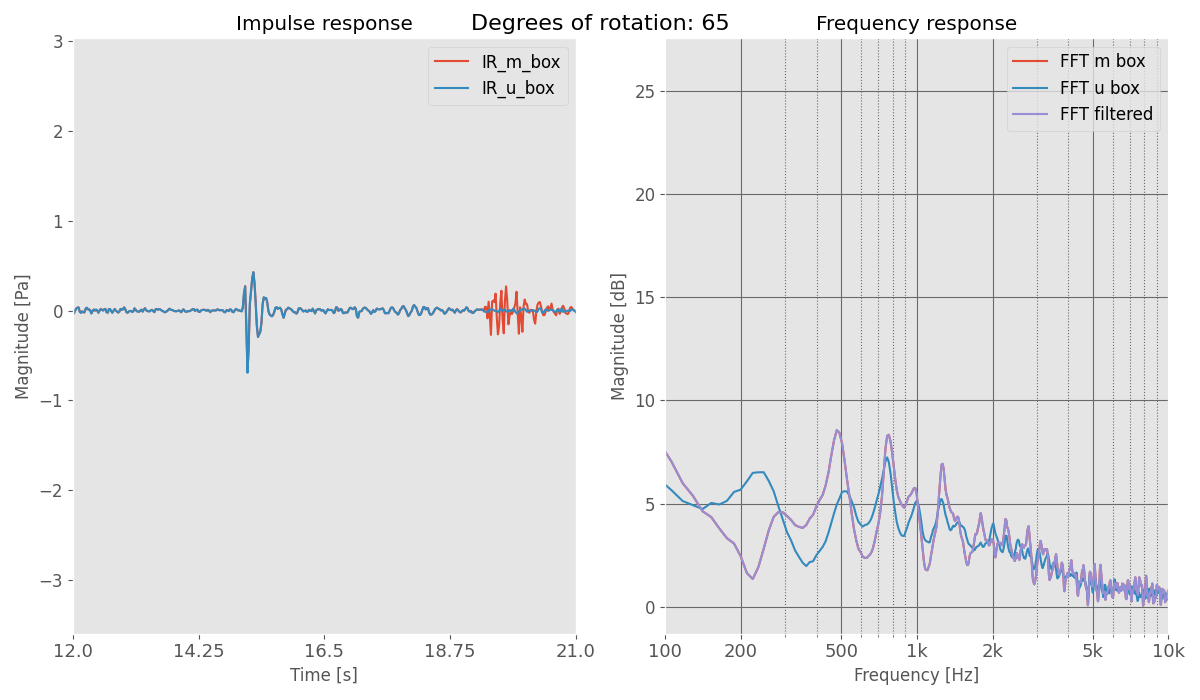 Degrees of rotation: 65
Impulse response
IR_m_box
IR_u_box
Magnitude [Pa]
3
2
1
0
−1
−2
−3
12.0 14.25 16.5 18.75 21.0
Time [s]
Frequency response
FFT m box
FFT u box
FFT filtered
Magnitude [dB]
25
20
15
10
5
0
100 200 500 1k 2k 5k 10k
Frequency [Hz]